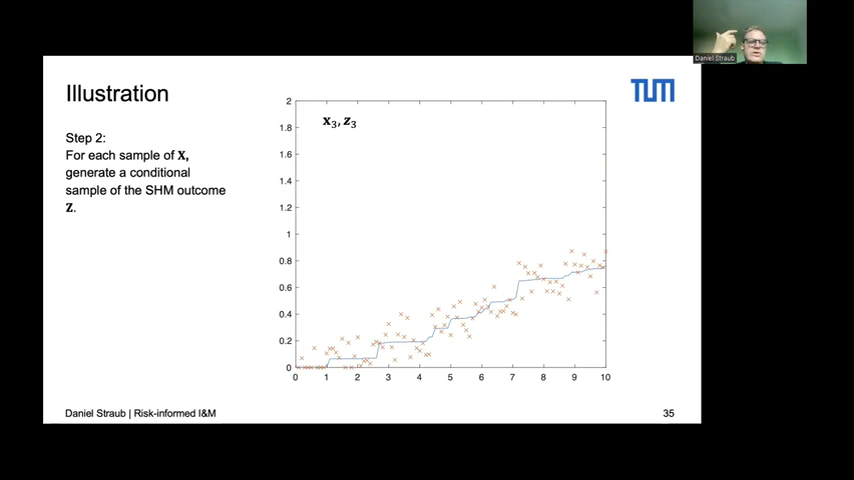 Daniel Straub
Illustration
TUM
Step 2:
For each sample of X,
generate a conditional
sample of the SHM outcome
Z.
x₃, z₃
2
1.8
1.6
1.4
1.2
1
0.8
0.6
0.4
0.2
0
0 1 2 3 4 5 6 7 8 9 10
Daniel Straub | Risk-informed I&M
35